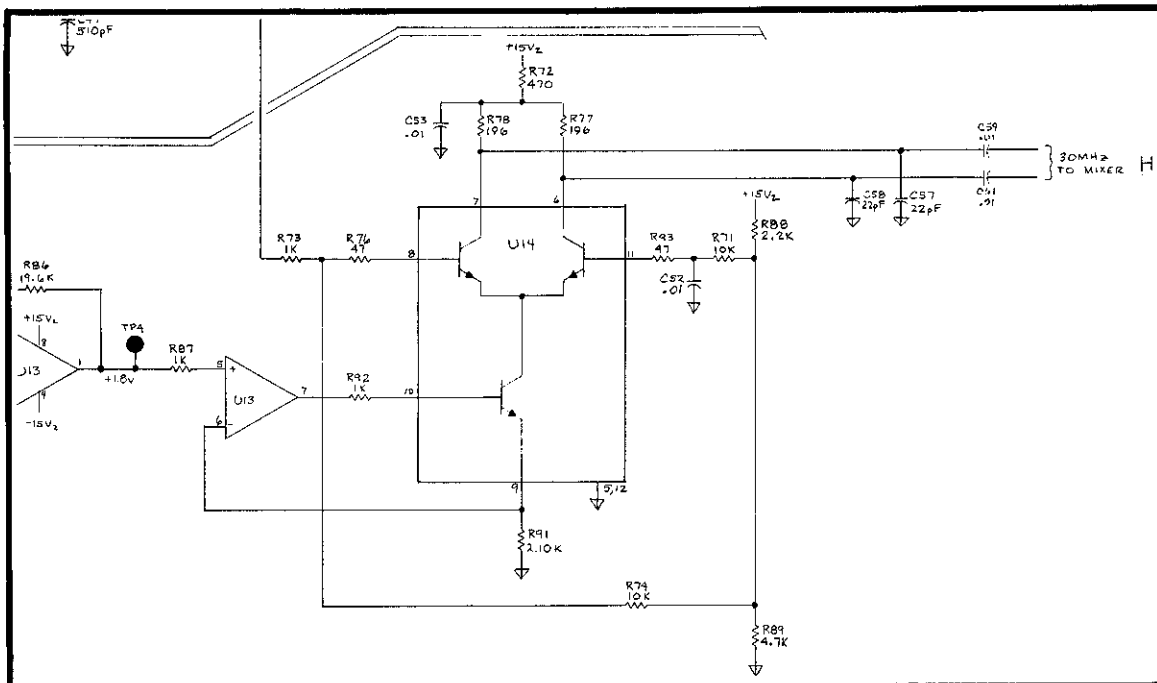 510pF
+15V2
R72
470
C53
.01
R78
196
R77
196
C59
.01
30MHz
TO MIXER
H
C58
22pF
C57
22pF
.01
+15V2
R88
2.2K
7
6
U14
R73
1K
R76
47
8
11
R93
47
R71
10K
C52
.01
R86
19.6K
+15V2
8
TP4
U13
1
+1.8V
R87
1K
5
+
U13
7
R92
1K
10
6
-
4
-15V2
9
5,12
R91
2.10K
R74
10K
R89
4.7K